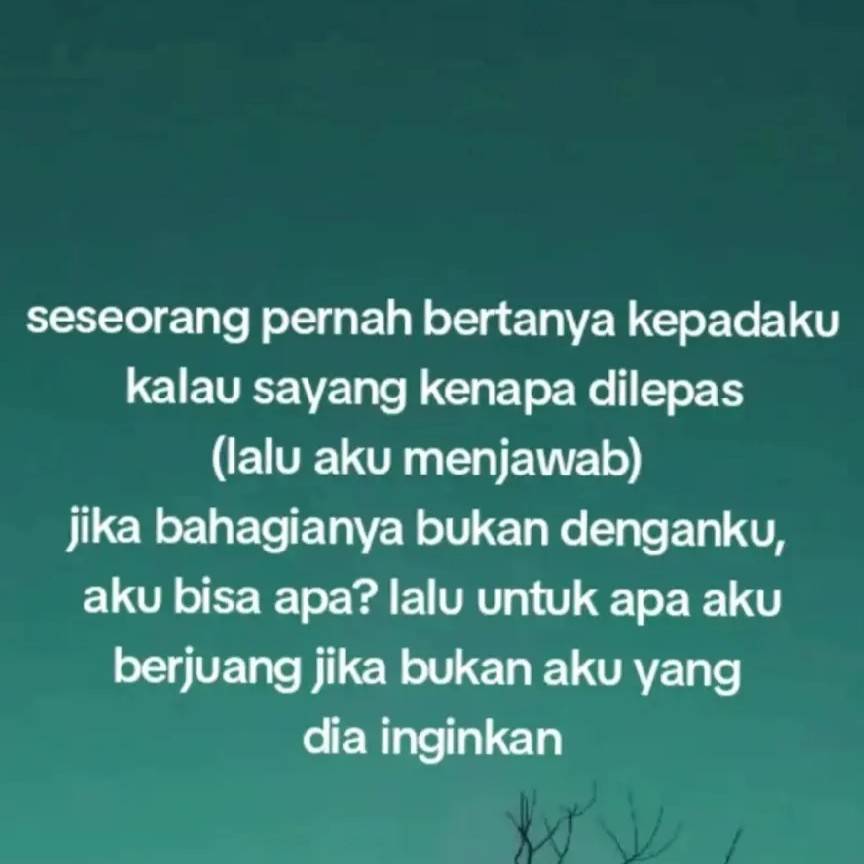 seseorang pernah bertanya kepadaku
kalau sayang kenapa dilepas
(lalu aku menjawab)
jika bahagianya bukan denganku,
aku bisa apa? lalu untuk apa aku
berjuang jika bukan aku yang
dia inginkan